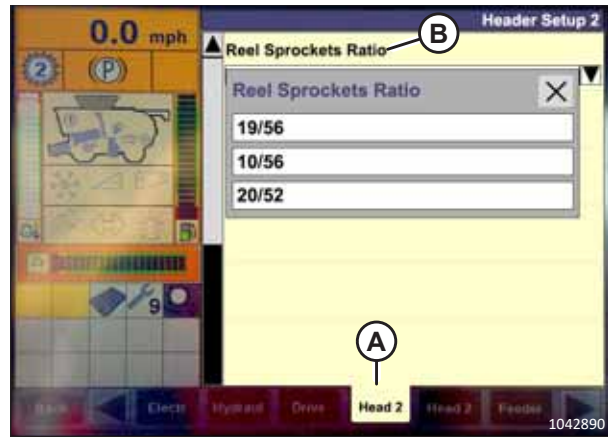 0.0 mph
Header Setup 2
B
Reel Sprockets Ratio
2
(P)
Reel Sprockets Ratio
19/56
10/56
20/52
9
A
Back
Electr
Hydraul
Drive
Head 2
Head 2
Feeder
1042890